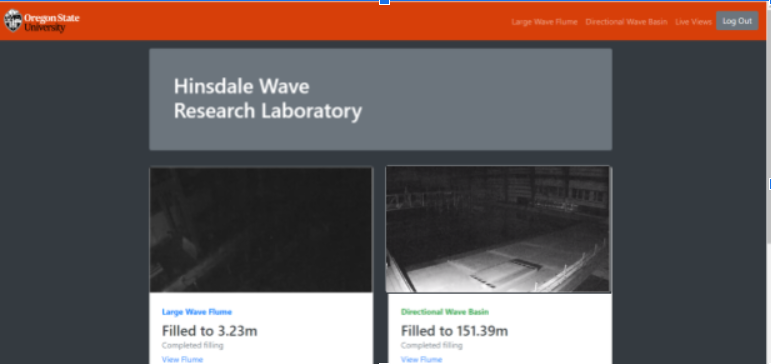 Oregon State
University
Large Wave Flume Directional Wave Basin Live Views Log Out
Hinsdale Wave
Research Laboratory
Large Wave Flume
Filled to 3.23m
Completed filling
View Flume
Directional Wave Basin
Filled to 151.39m
Completed filling
View Flume